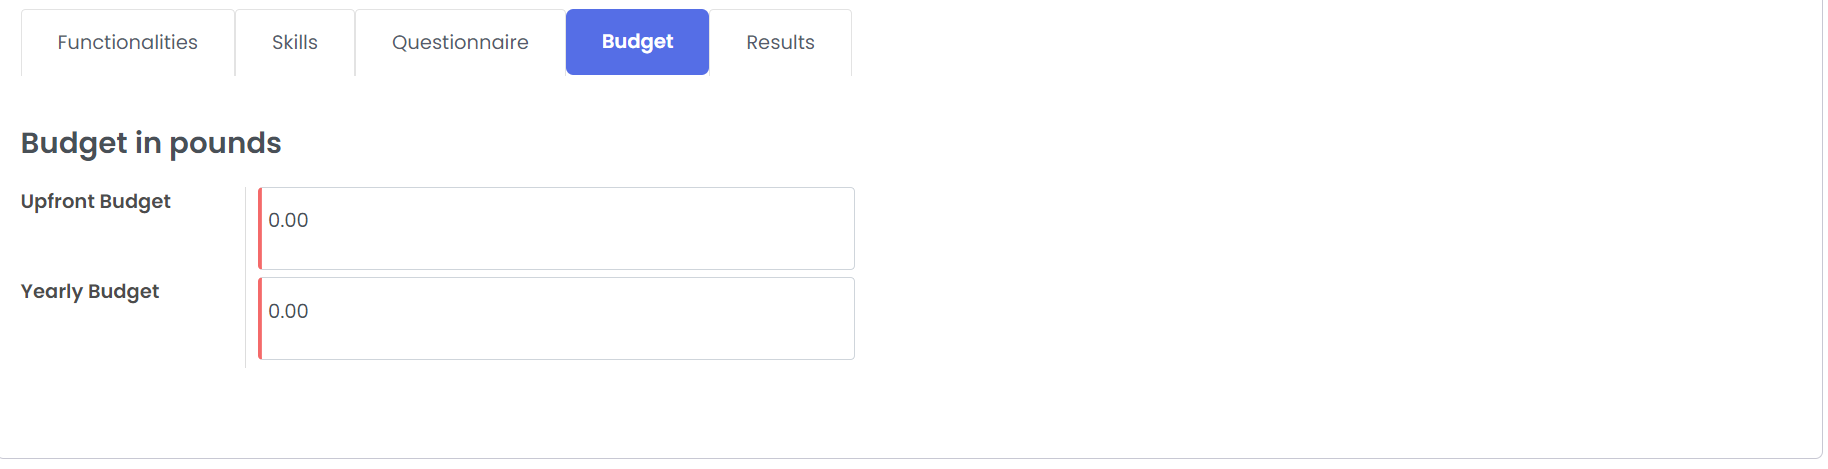 Functionalities Skills Questionnaire Budget Results
Budget in pounds
Upfront Budget 0.00
Yearly Budget 0.00